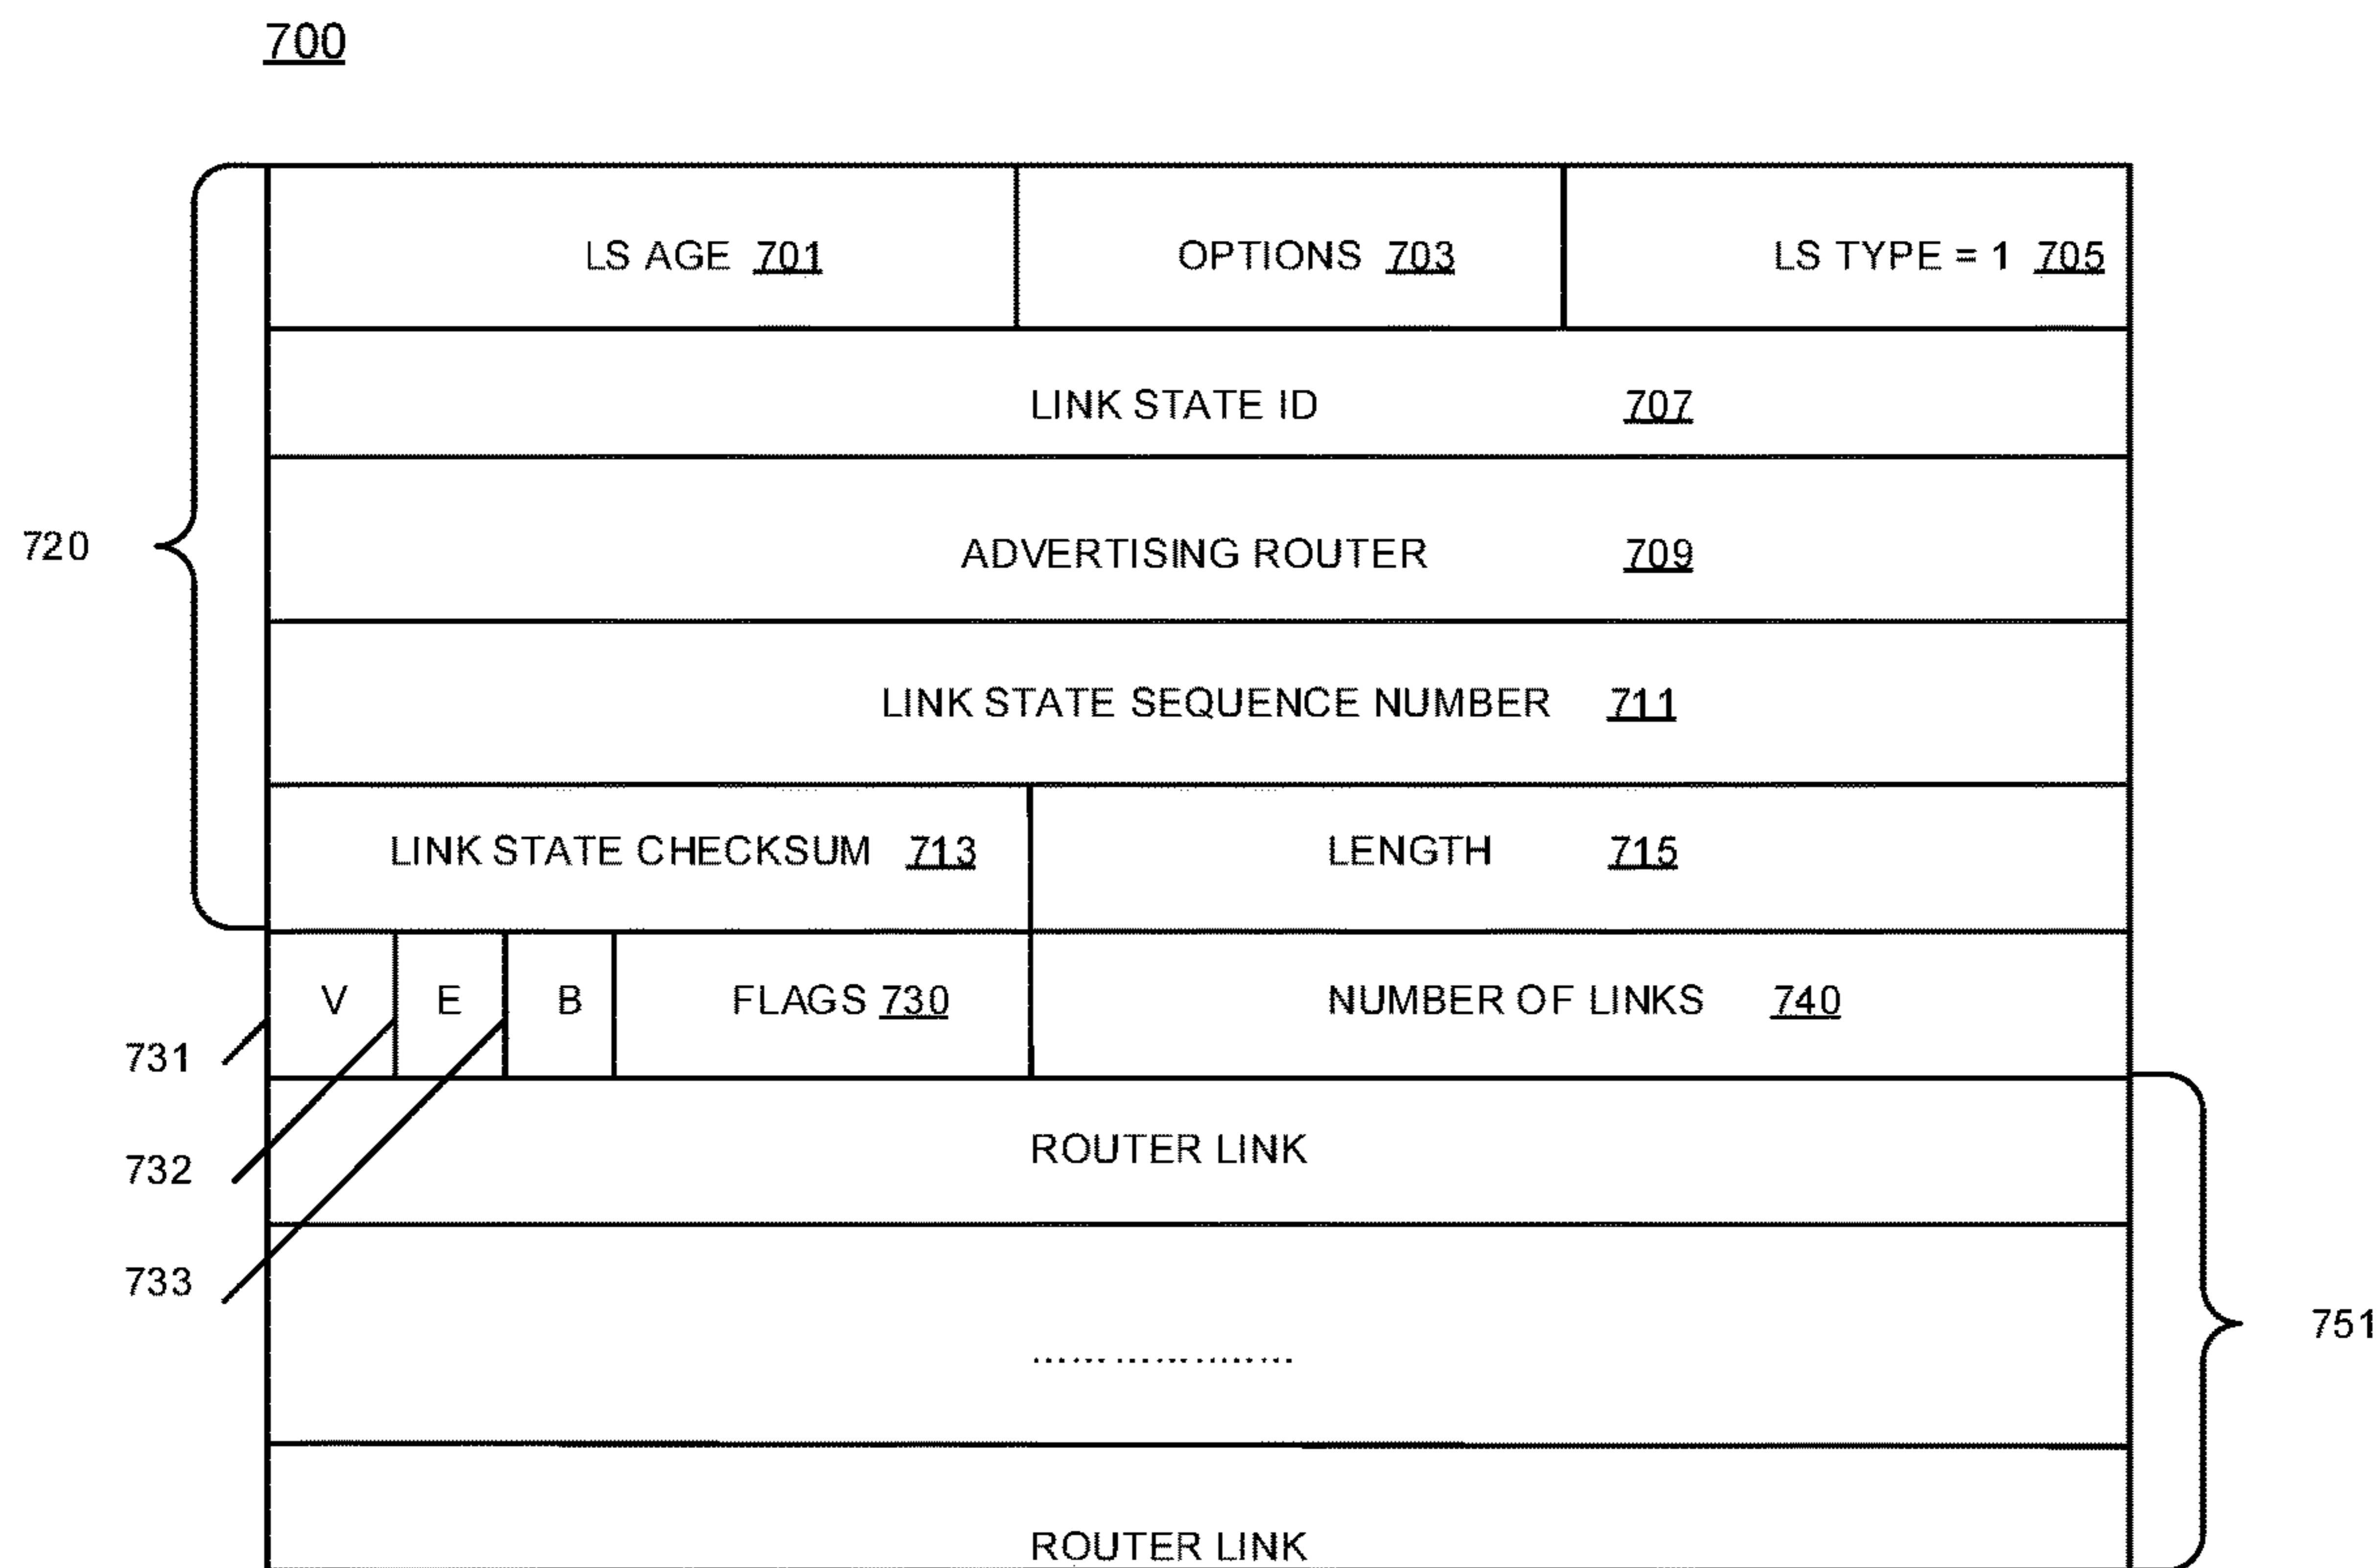 700
LS AGE 701 OPTIONS 703 LS TYPE = 1 705
LINK STATE ID 707
720 ADVERTISING ROUTER 709
LINK STATE SEQUENCE NUMBER 711
LINK STATE CHECKSUM 713 LENGTH 715
V E B FLAGS 730 NUMBER OF LINKS 740
731
ROUTER LINK
732
733
751
.....................
ROUTER LINK